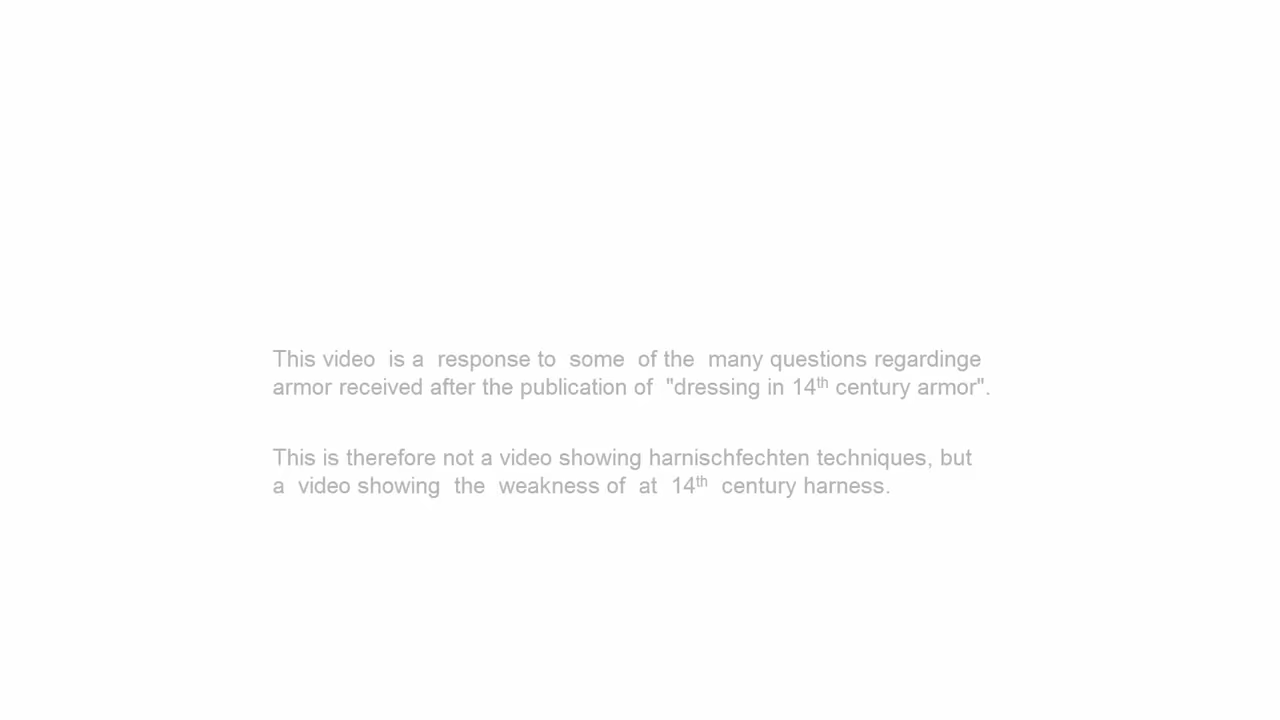 This video is a response to some of the many questions regardinge
armor received after the publication of "dressing in 14th century armor".
This is therefore not a video showing harnischfechten techniques, but
a video showing the weakness of at 14th century harness.